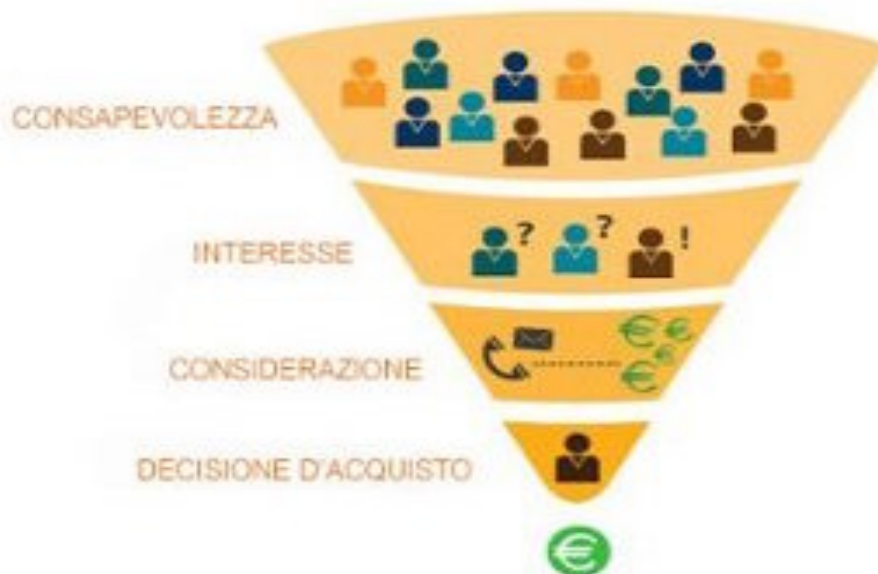 CONSAPEVOLEZZA
INTERESSE
? ? !
CONSIDERAZIONE
€ € € €
DECISIONE D'ACQUISTO
€